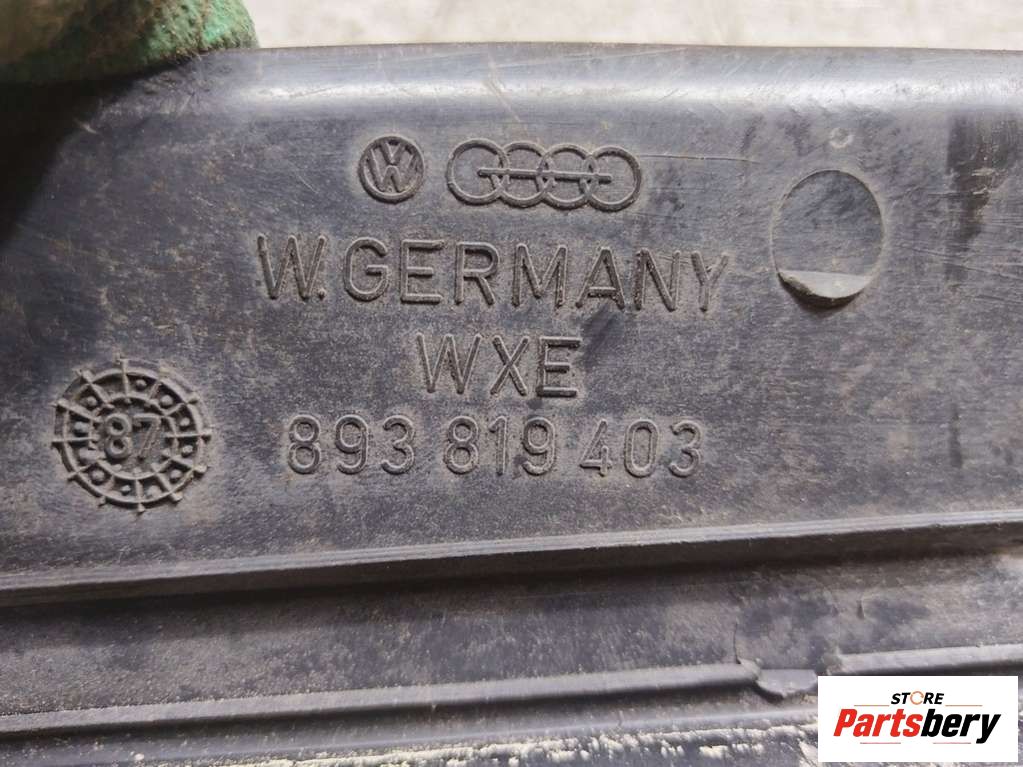 W
W.GERMANY
WXE
87
893 819 403
STORE
Partsbery